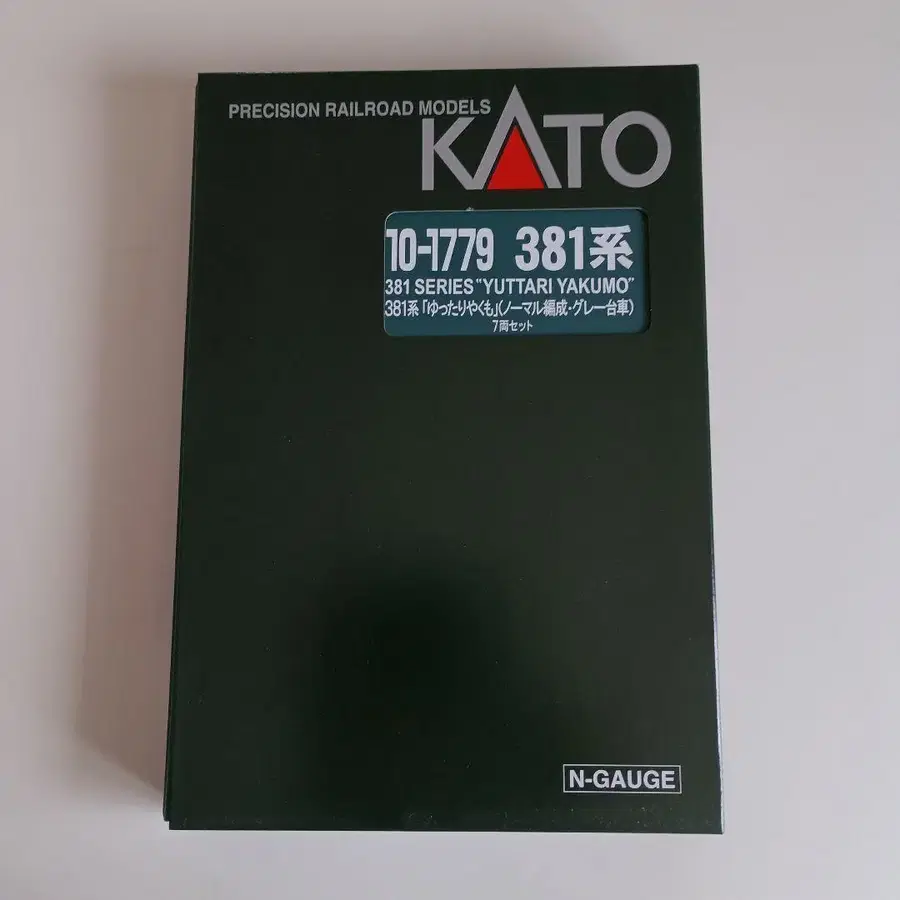 PRECISION RAILROAD MODELS
KATO
10-1779 381系
381 SERIES "YUTTARI YAKUMO"
381系「ゆったりやくも」(ノーマル編成・グレー台車)
7両セット
N-GAUGE